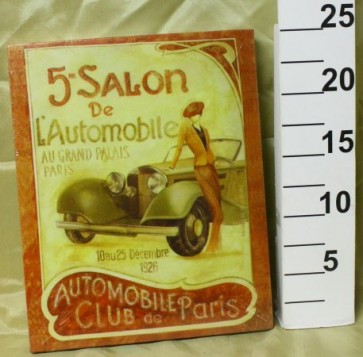 5e SALON
De
L'Automobile
AU GRAND PALAIS
PARIS
10 au 25 Décembre
1926
AUTOMOBILE
CLUB de Paris
25
20
15
10
5